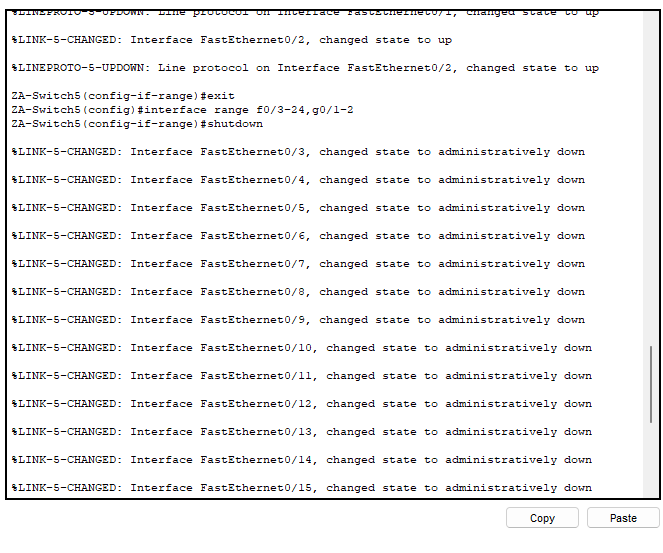 %LINEPROTO-5-UPDOWN: Line protocol on Interface FastEthernet0/1, changed state to up
%LINK-5-CHANGED: Interface FastEthernet0/2, changed state to up
%LINEPROTO-5-UPDOWN: Line protocol on Interface FastEthernet0/2, changed state to up
ZA-Switch5(config-if-range)#exit
ZA-Switch5(config)#interface range f0/3-24,g0/1-2
ZA-Switch5(config-if-range)#shutdown
%LINK-5-CHANGED: Interface FastEthernet0/3, changed state to administratively down
%LINK-5-CHANGED: Interface FastEthernet0/4, changed state to administratively down
%LINK-5-CHANGED: Interface FastEthernet0/5, changed state to administratively down
%LINK-5-CHANGED: Interface FastEthernet0/6, changed state to administratively down
%LINK-5-CHANGED: Interface FastEthernet0/7, changed state to administratively down
%LINK-5-CHANGED: Interface FastEthernet0/8, changed state to administratively down
%LINK-5-CHANGED: Interface FastEthernet0/9, changed state to administratively down
%LINK-5-CHANGED: Interface FastEthernet0/10, changed state to administratively down
%LINK-5-CHANGED: Interface FastEthernet0/11, changed state to administratively down
%LINK-5-CHANGED: Interface FastEthernet0/12, changed state to administratively down
%LINK-5-CHANGED: Interface FastEthernet0/13, changed state to administratively down
%LINK-5-CHANGED: Interface FastEthernet0/14, changed state to administratively down
%LINK-5-CHANGED: Interface FastEthernet0/15, changed state to administratively down
Copy
Paste